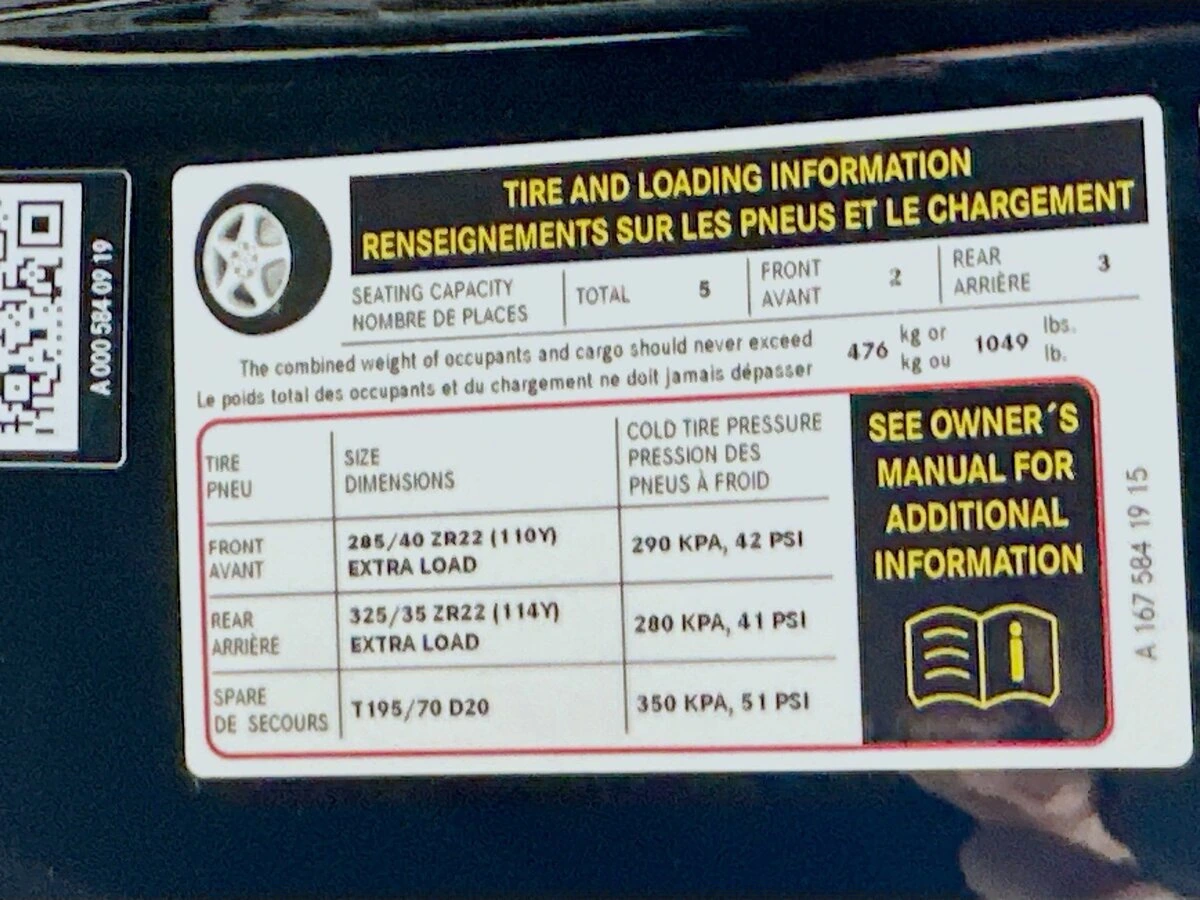 TIRE AND LOADING INFORMATION
RENSEIGNEMENTS SUR LES PNEUS ET LE CHARGEMENT
SEATING CAPACITY
NOMBRE DE PLACES
TOTAL 5
FRONT
AVANT
2
REAR
ARRIÈRE
3
The combined weight of occupants and cargo should never exceed
Le poids total des occupants et du chargement ne doit jamais dépasser
476
kg or
kg ou
1049
lbs.
lb.
TIRE
PNEU
SIZE
DIMENSIONS
COLD TIRE PRESSURE
PRESSION DES
PNEUS À FROID
FRONT
AVANT
285/40 ZR22 (110Y)
EXTRA LOAD
290 KPA, 42 PSI
REAR
ARRIÈRE
325/35 ZR22 (114Y)
EXTRA LOAD
280 KPA, 41 PSI
SPARE
DE SECOURS
T195/70 D20
350 KPA, 51 PSI
SEE OWNER´S
MANUAL FOR
ADDITIONAL
INFORMATION
A 167 584 19 15
A 000 584 09 19